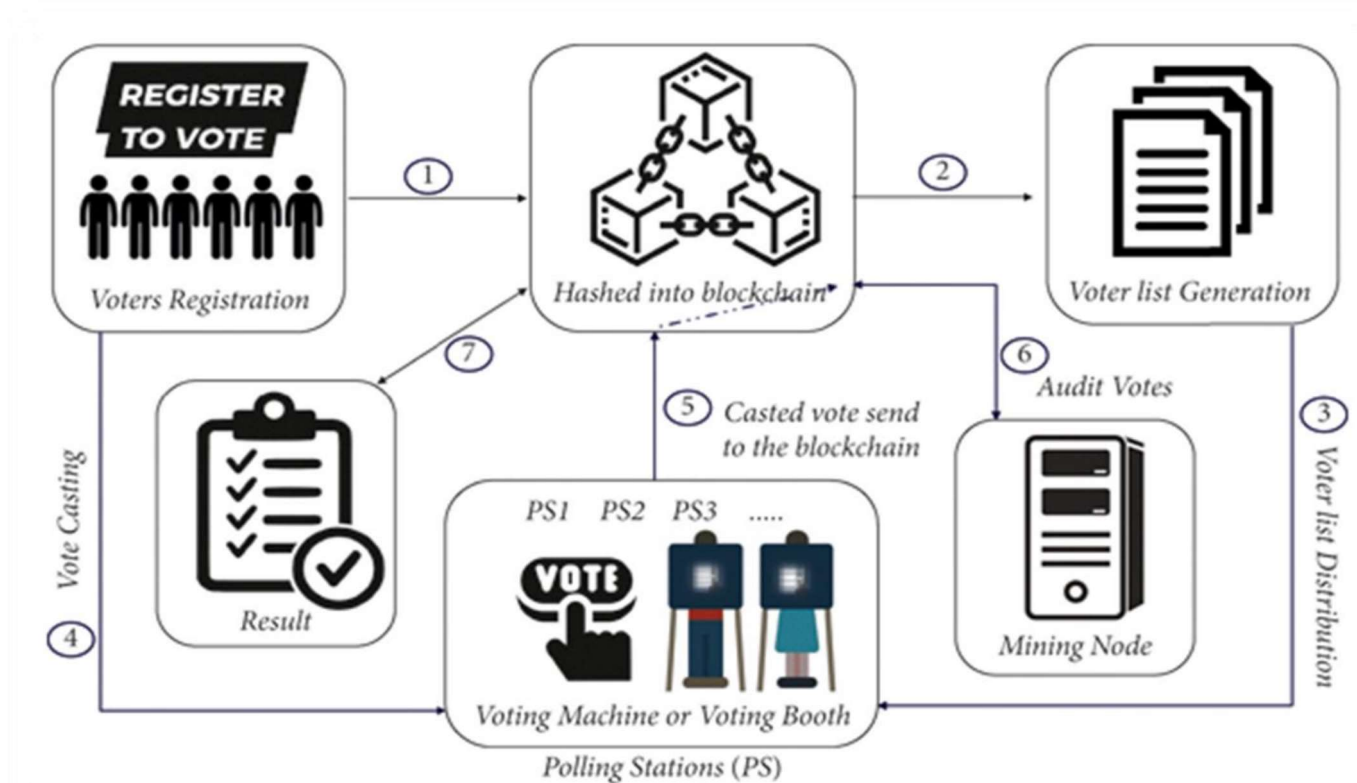 REGISTER
TO VOTE
Voters Registration
1
Hashed into blockchain
2
Voter list Generation
7
6
Audit Votes
3
Voter list Distribution
5
Casted vote send
to the blockchain
Vote Casting
4
Result
PS1 PS2 PS3 .....
VOTE
Voting Machine or Voting Booth
Polling Stations (PS)
Mining Node